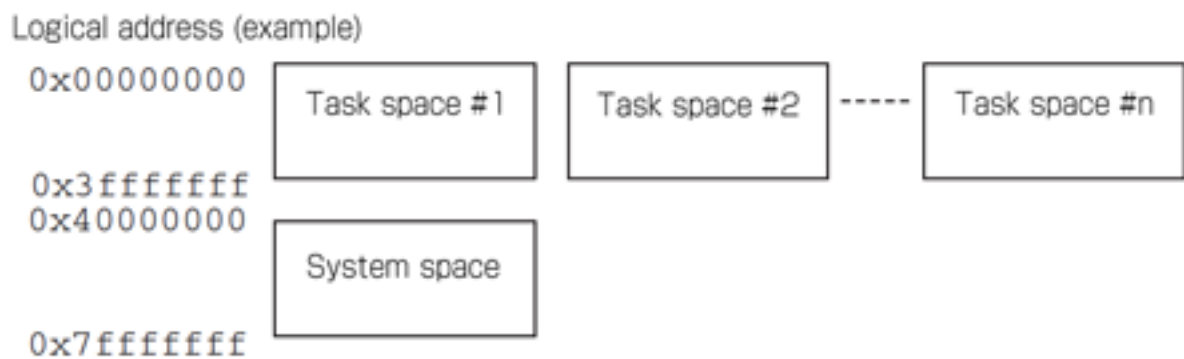 Logical address (example)
0x00000000
Task space #1 Task space #2 ----- Task space #n
0x3fffffff
0x40000000
System space
0x7fffffff